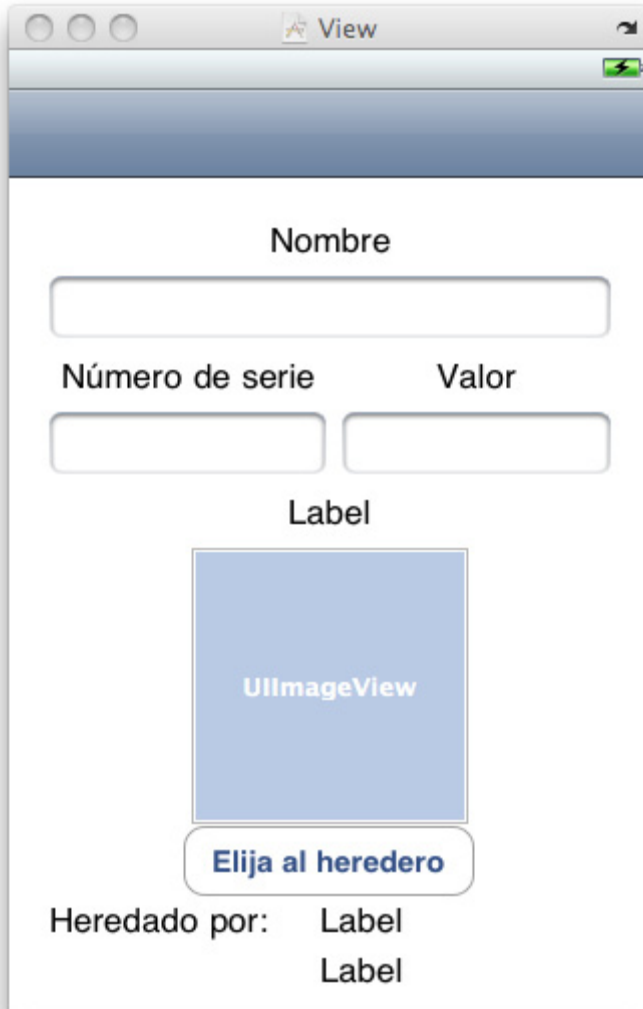 View
Nombre
Número de serie Valor
Label
UIImageView
Elija al heredero
Heredado por: Label
Label